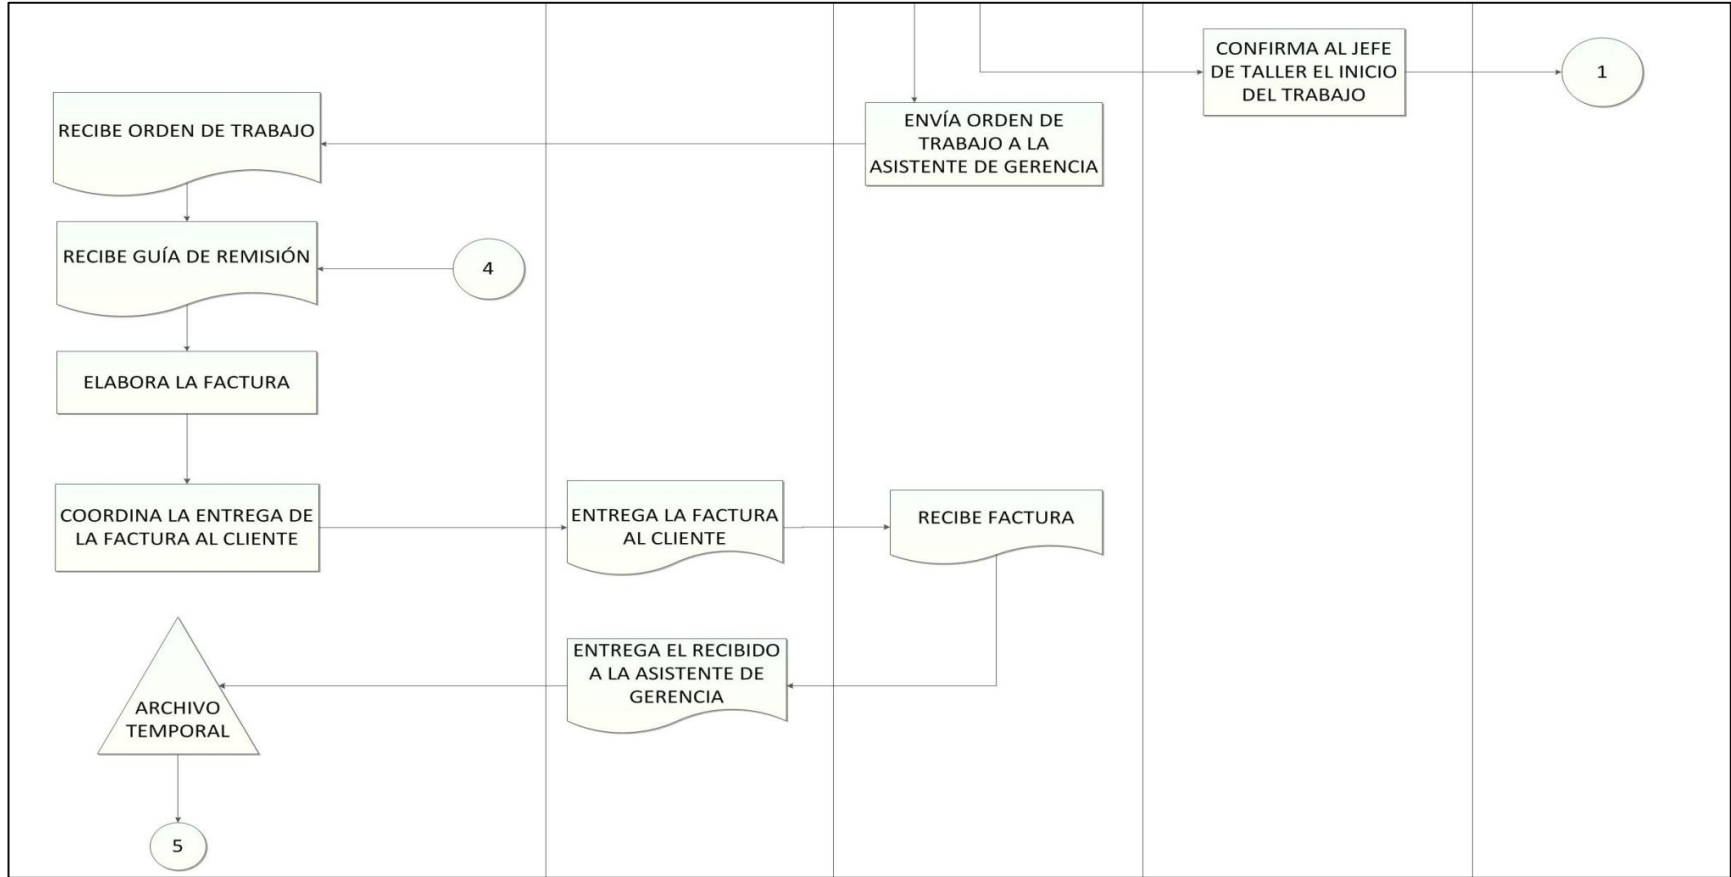 CONFIRMA AL JEFE
DE TALLER EL INICIO
DEL TRABAJO
1
RECIBE ORDEN DE TRABAJO
ENVÍA ORDEN DE
TRABAJO A LA
ASISTENTE DE GERENCIA
RECIBE GUÍA DE REMISIÓN
4
ELABORA LA FACTURA
COORDINA LA ENTREGA DE
LA FACTURA AL CLIENTE
ENTREGA LA FACTURA
AL CLIENTE
RECIBE FACTURA
ENTREGA EL RECIBIDO
A LA ASISTENTE DE
GERENCIA
ARCHIVO
TEMPORAL
5